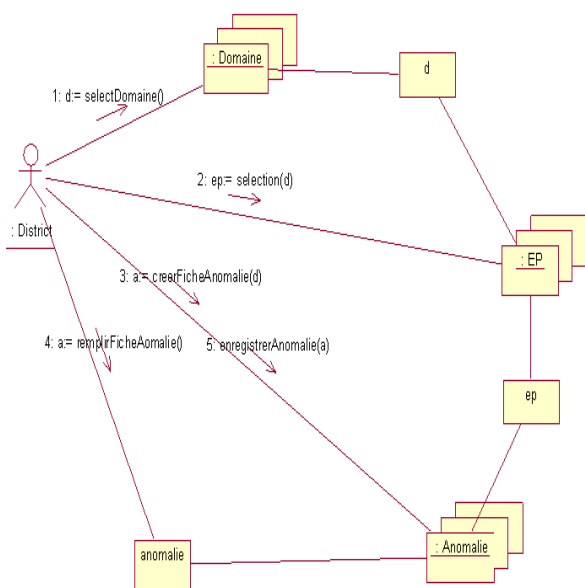 : Domaine
d
1: d:= selectDomaine()
2: ep:= selection(d)
: District
: EP
3: a:= creerFicheAnomalie(d)
4: a:= remplirFicheAomalie()
5: enregistrerAnomalie(a)
ep
anomalie
: Anomalie